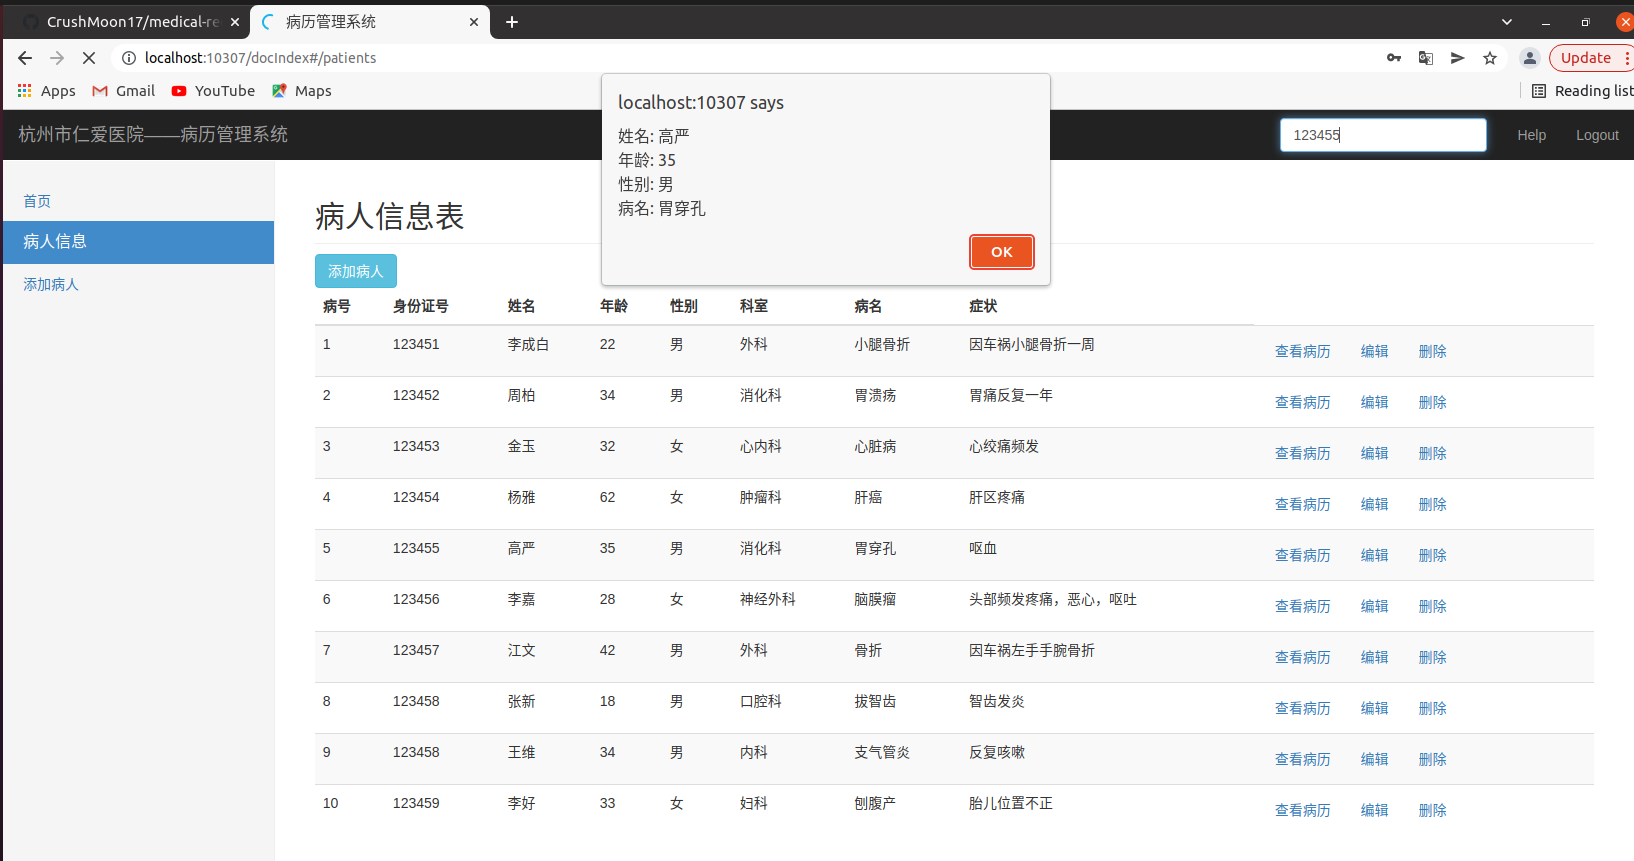 CrushMoon17/medical-re
病历管理系统
localhost:10307/docIndex#/patients
Update
Apps
Gmail
YouTube
Maps
Reading list
localhost:10307 says
姓名: 高严
年龄: 35
性别: 男
病名: 胃穿孔
OK
杭州市仁爱医院——病历管理系统
123455
Help
Logout
首页
病人信息
添加病人
病人信息表
添加病人
病号 身份证号 姓名 年龄 性别 科室 病名 症状
1 123451 李成白 22 男 外科 小腿骨折 因车祸小腿骨折一周 查看病历 编辑 删除
2 123452 周柏 34 男 消化科 胃溃疡 胃痛反复一年 查看病历 编辑 删除
3 123453 金玉 32 女 心内科 心脏病 心绞痛频发 查看病历 编辑 删除
4 123454 杨雅 62 女 肿瘤科 肝癌 肝区疼痛 查看病历 编辑 删除
5 123455 高严 35 男 消化科 胃穿孔 呕血 查看病历 编辑 删除
6 123456 李嘉 28 女 神经外科 脑膜瘤 头部频发疼痛，恶心，呕吐 查看病历 编辑 删除
7 123457 江文 42 男 外科 骨折 因车祸左手手腕骨折 查看病历 编辑 删除
8 123458 张新 18 男 口腔科 拔智齿 智齿发炎 查看病历 编辑 删除
9 123458 王维 34 男 内科 支气管炎 反复咳嗽 查看病历 编辑 删除
10 123459 李好 33 女 妇科 刨腹产 胎儿位置不正 查看病历 编辑 删除